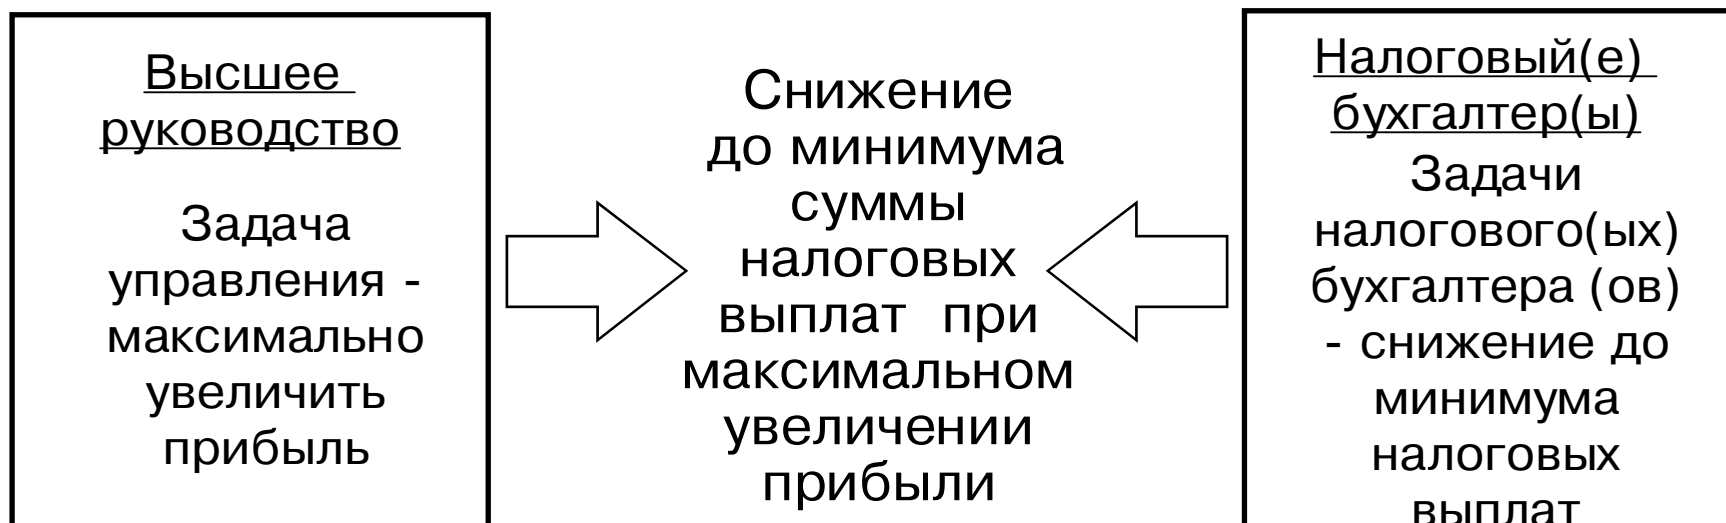 Высшее
руководство
Задача
управления -
максимально
увеличить
прибыль
Снижение
до минимума
суммы
налоговых
выплат при
максимальном
увеличении
прибыли
Налоговый(е)
бухгалтер(ы)
Задачи
налогового(ых)
бухгалтера (ов)
- снижение до
минимума
налоговых
выплат